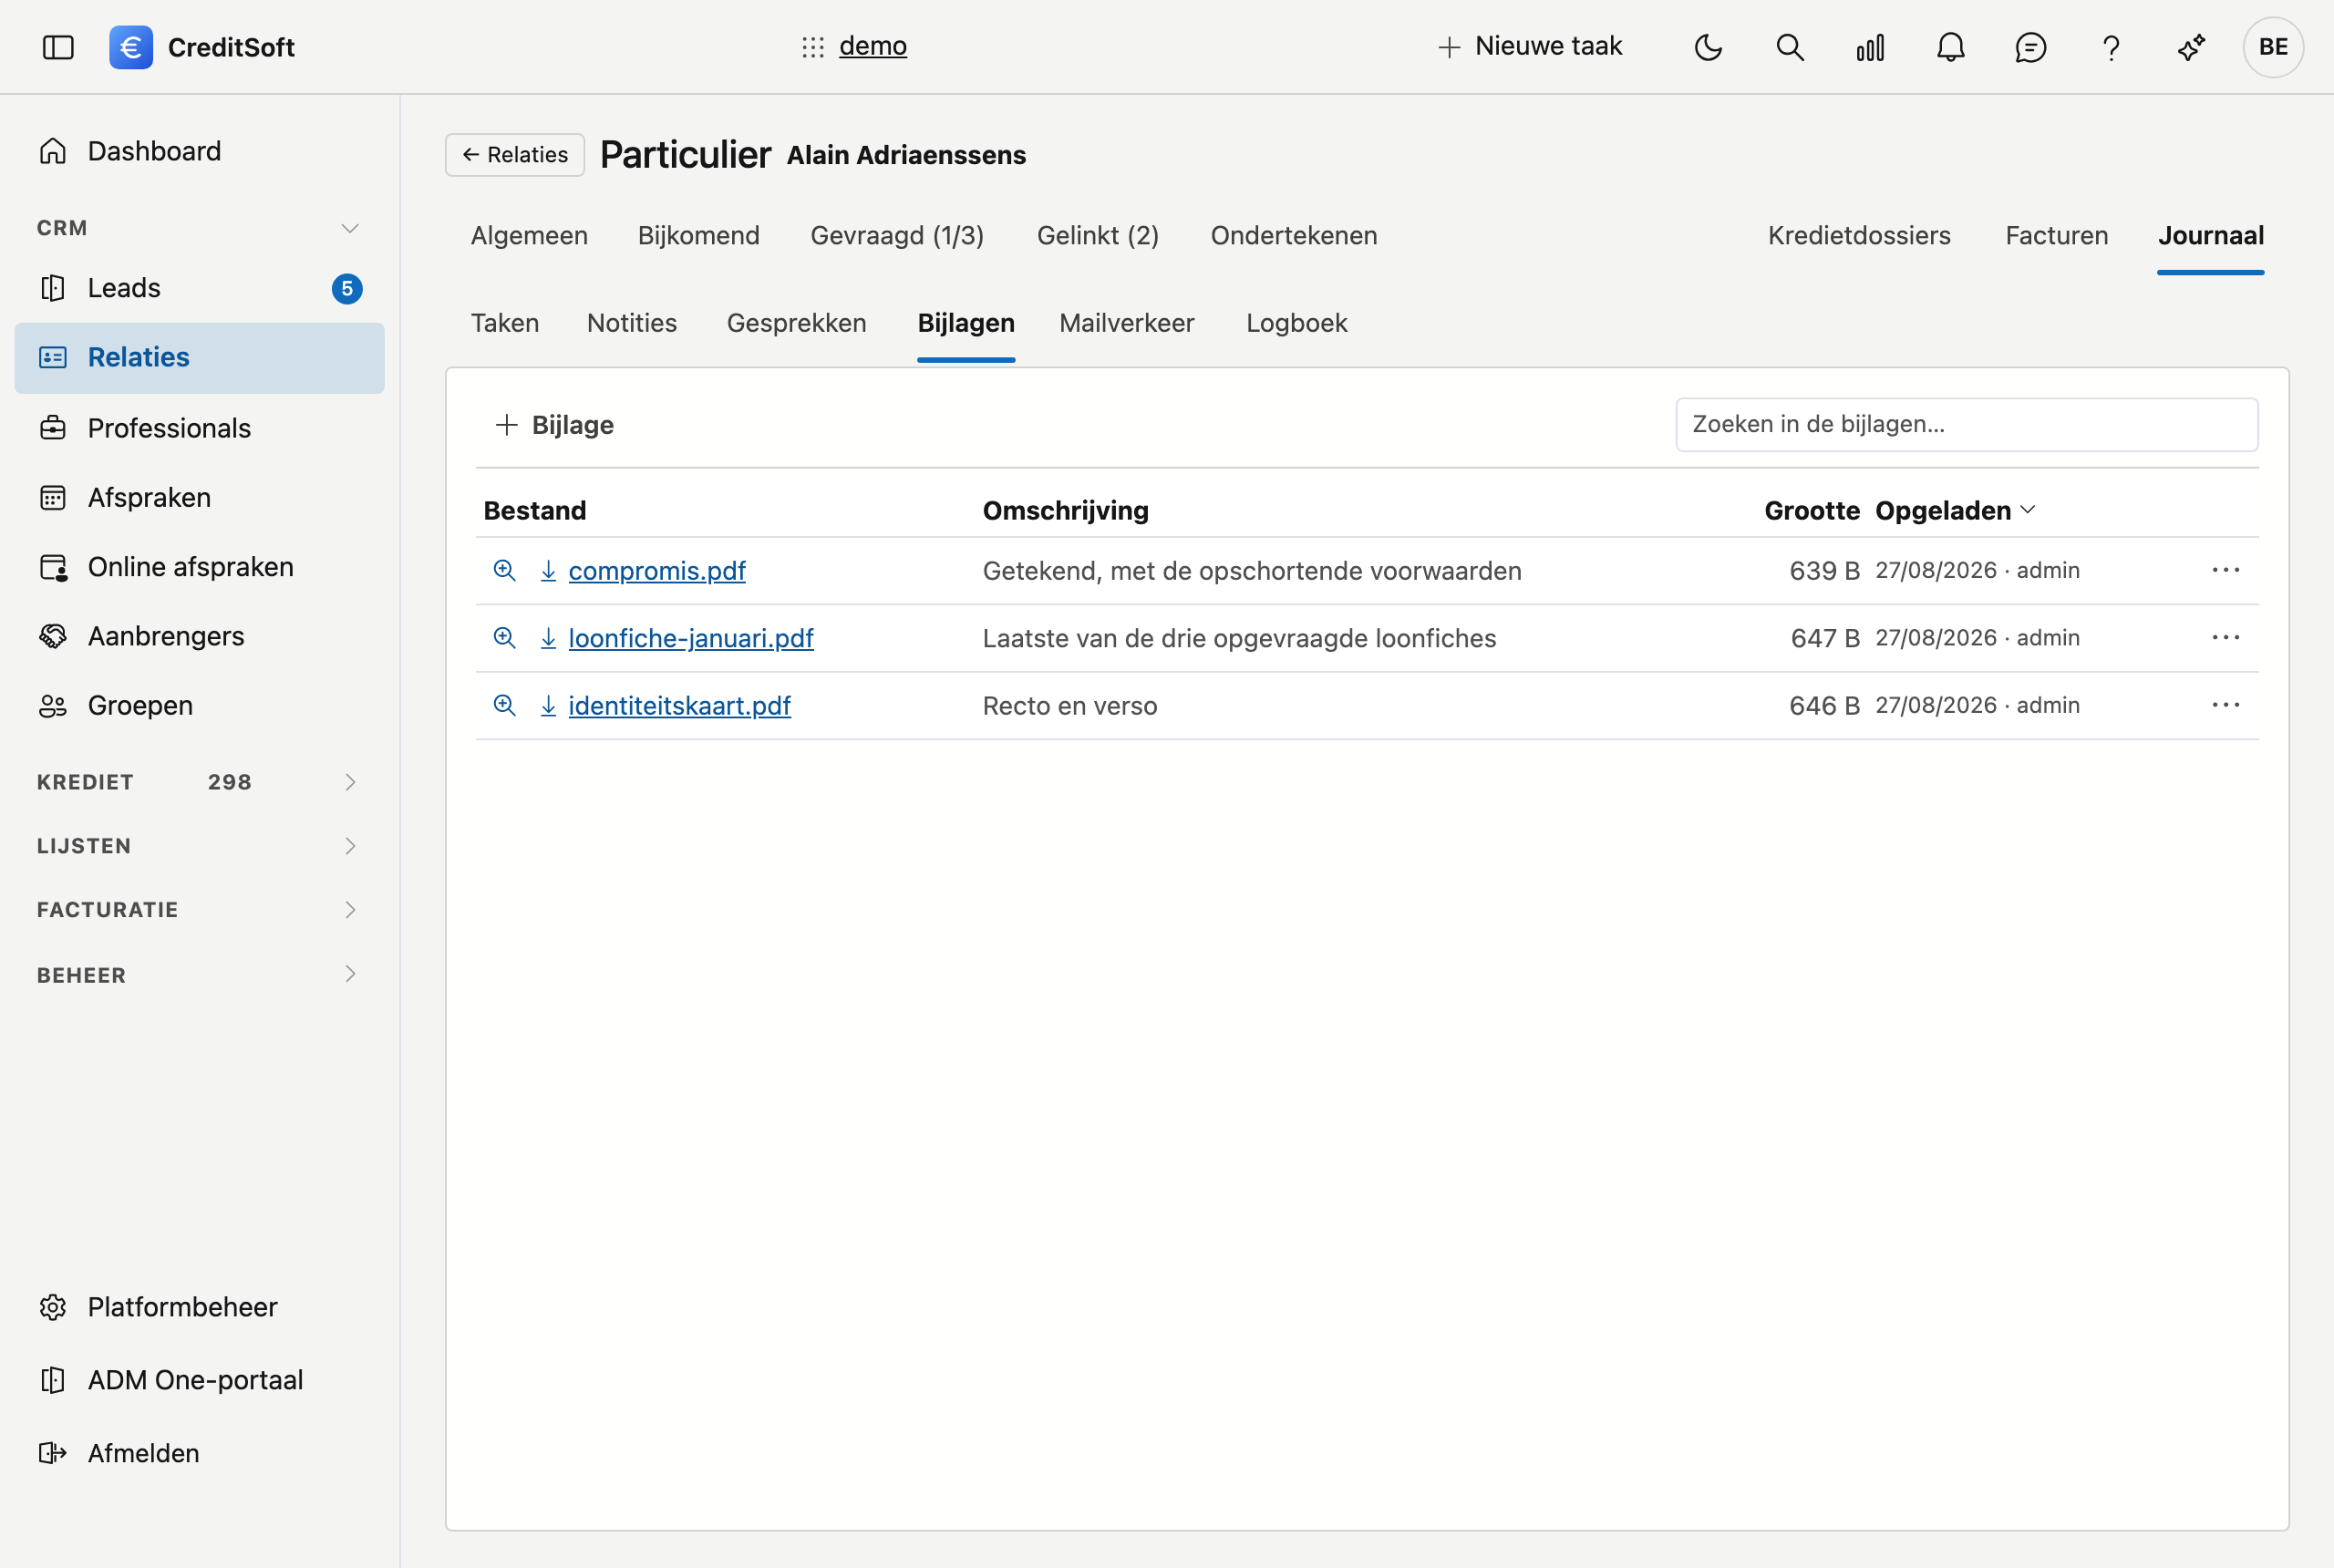 € CreditSoft
demo
Nieuwe taak
BE
Dashboard
CRM
Leads 5
Relaties
Professionals
Afspraken
Online afspraken
Aanbrengers
Groepen
KREDIET 298
LIJSTEN
FACTURATIE
BEHEER
Platformbeheer
ADM One-portaal
Afmelden
← Relaties Particulier Alain Adriaenssens
Algemeen Bijkomend Gevraagd (1/3) Gelinkt (2) Ondertekenen Kredietdossiers Facturen Journaal
Taken Notities Gesprekken Bijlagen Mailverkeer Logboek
+ Bijlage Zoeken in de bijlagen...
Bestand Omschrijving Grootte Opgeladen
compromis.pdf Getekend, met de opschortende voorwaarden 639 B 27/08/2026 · admin
loonfiche-januari.pdf Laatste van de drie opgevraagde loonfiches 647 B 27/08/2026 · admin
identiteitskaart.pdf Recto en verso 646 B 27/08/2026 · admin